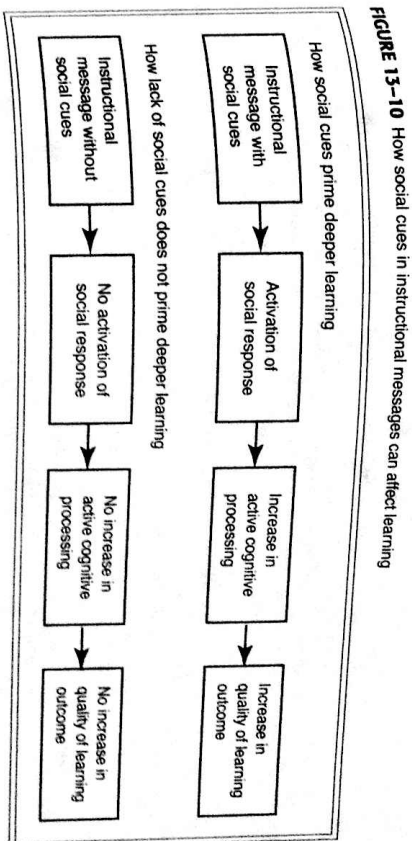 FIGURE 13–10 How social cues in instructional messages can affect learning
How social cues prime deeper learning
Instructional
message with
social cues
Activation of
social response
Increase in
active cognitive
processing
Increase in
quality of learning
outcome
How lack of social cues does not prime deeper learning
Instructional
message without
social cues
No activation of
social response
No increase in
active cognitive
processing
No increase in
quality of learning
outcome